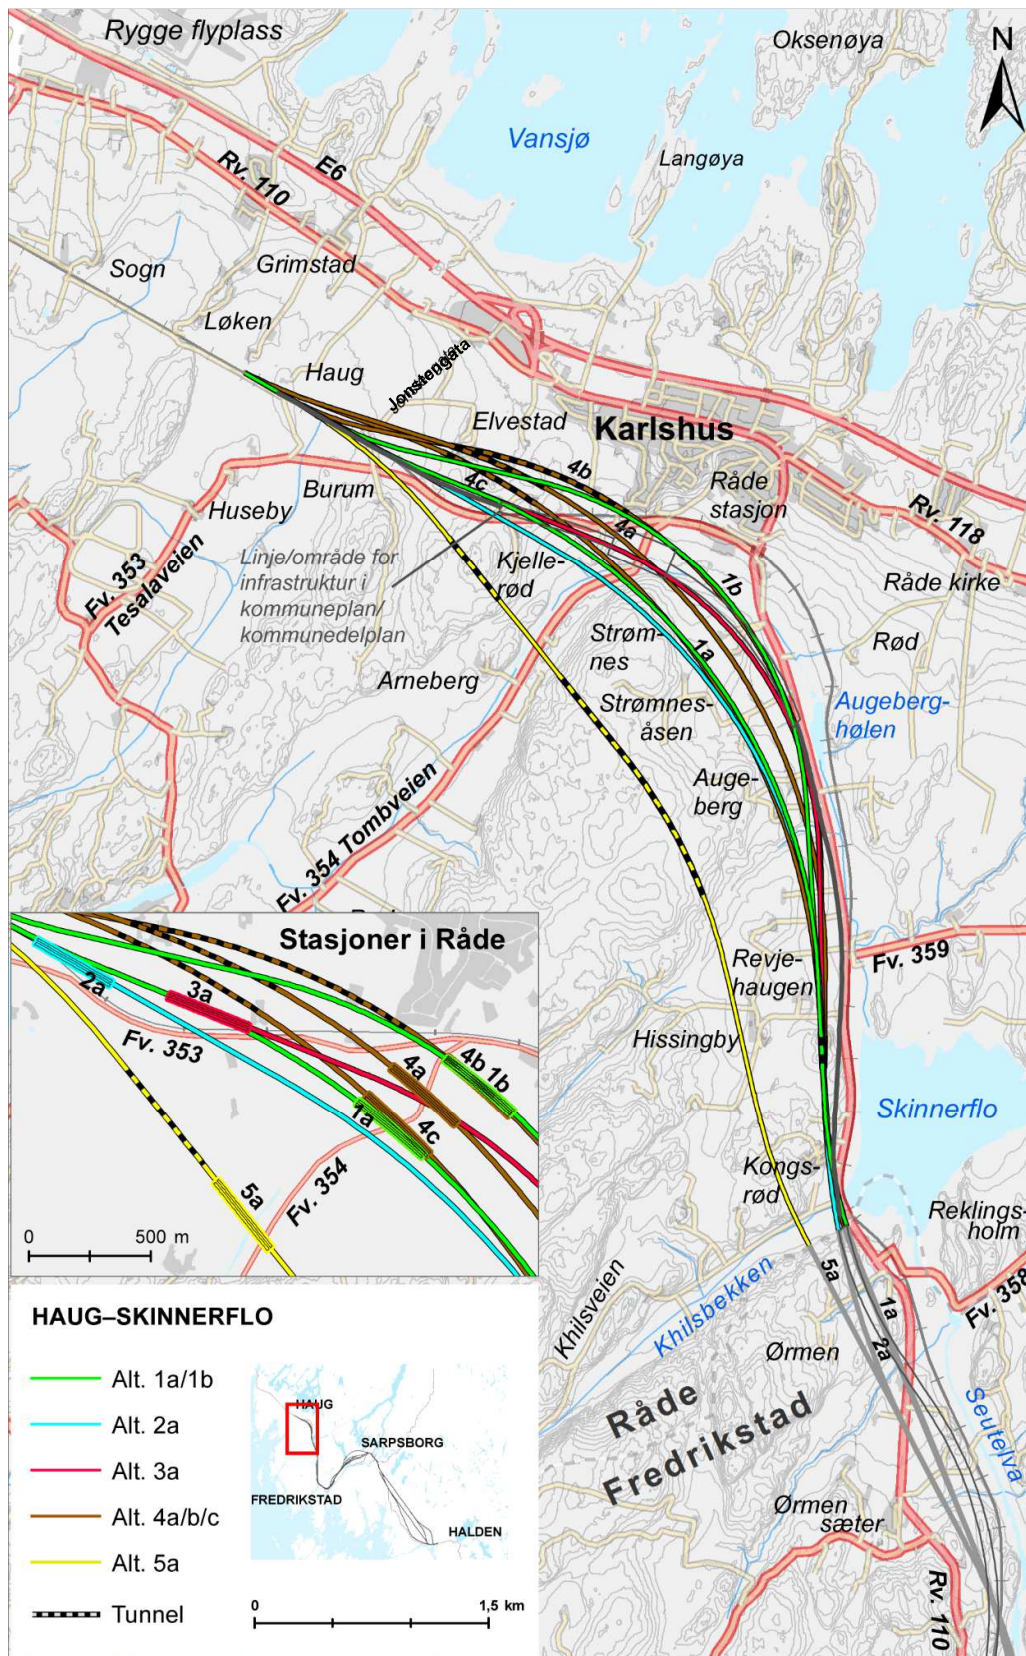 Rygge flyplass
Oksenøya
N
Vansjø
Langøya
E6
Rv. 110
Sogn
Grimstad
Løken
Haug
Elvestad
Karlshus
4b
4c
Råde
stasjon
Burum
Huseby
4a
Rv. 118
Linje/område for
infrastruktur i
kommuneplan/
kommunedelplan
Kjelle-
rød
1b
Råde kirke
Fv. 353
Tesalaveien
Strøm-
nes
1a
Rød
Arneberg
Strømnes-
åsen
Augeberg-
hølen
Auge-
berg
Fv. 354 Tombveien
Stasjoner i Råde
2a
3a
Fv. 353
4a
4b 1b
1a
4c
5a
Fv. 354
0
500 m
Revje-
haugen
Fv. 359
Hissingby
Skinnerflo
Kongs-
rød
Reklings-
holm
Khilsveien
Khilsbekken
5a
1a
2a
Fv. 358
Ørmen
Råde
Fredrikstad
Seutelva
Ørmen
sæter
Rv. 110
HAUG–SKINNERFLO
Alt. 1a/1b
Alt. 2a
Alt. 3a
Alt. 4a/b/c
Alt. 5a
Tunnel
HAUG
SARPSBORG
FREDRIKSTAD
HALDEN
0
1,5 km